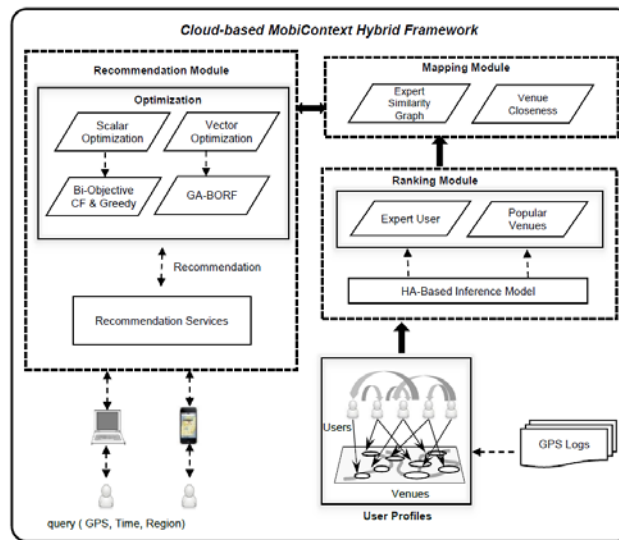 Cloud-based MobiContext Hybrid Framework
Recommendation Module
Optimization
Scalar
Optimization
Vector
Optimization
Bi-Objective
CF & Greedy
GA-BORF
Recommendation
Recommendation Services
query ( GPS, Time, Region)
Mapping Module
Expert
Similarity
Graph
Venue
Closeness
Ranking Module
Expert User
Popular
Venues
HA-Based Inference Model
Users
Venues
User Profiles
GPS Logs